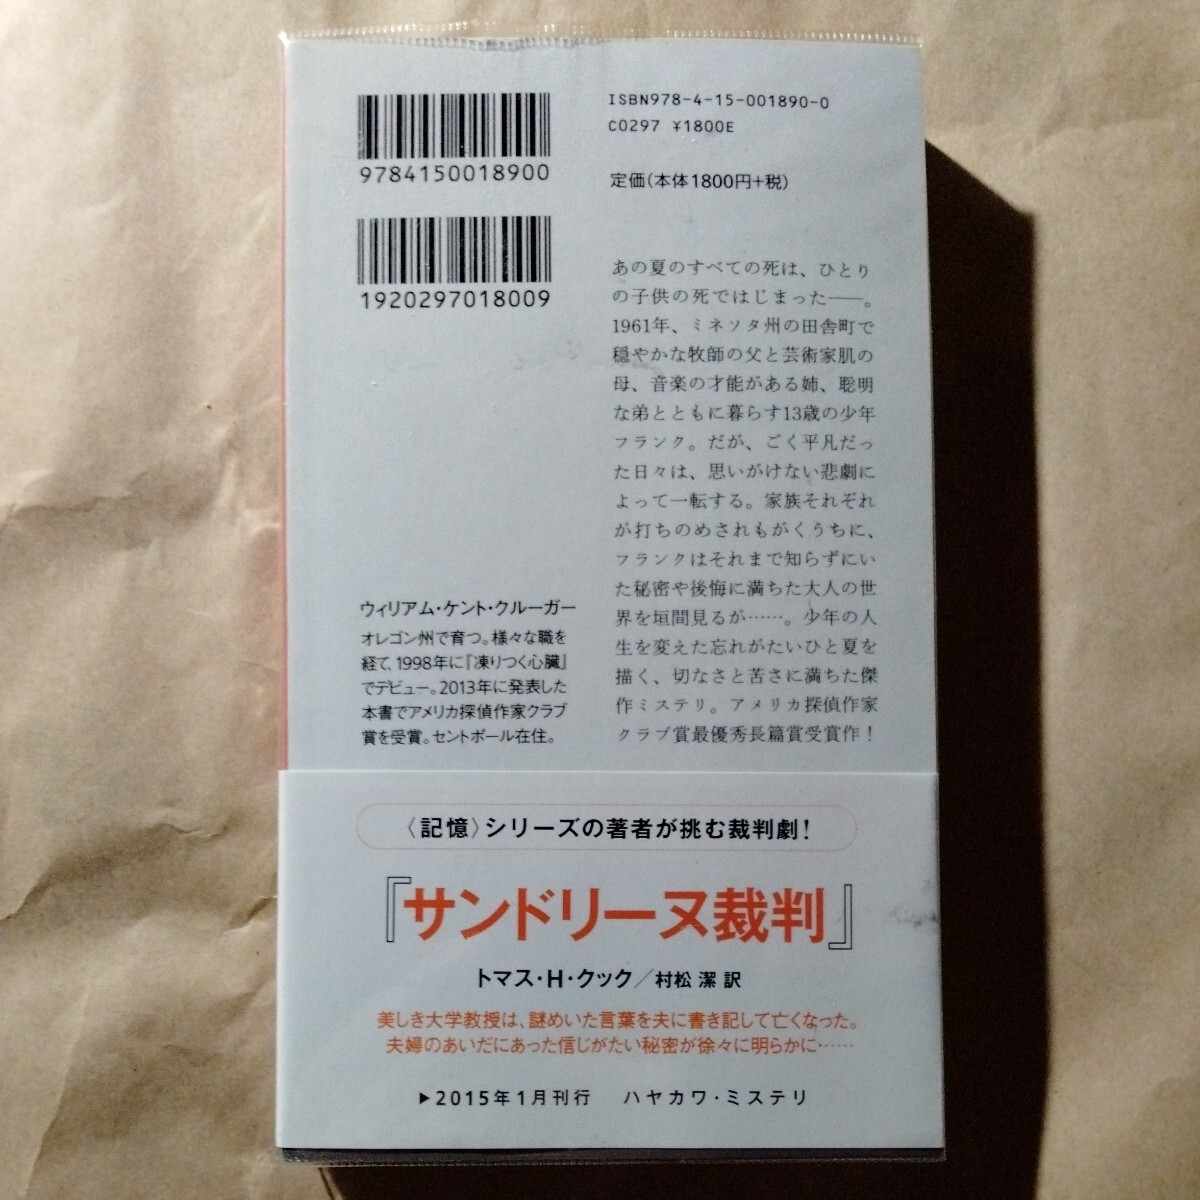 9784150018900
1920297018009
ISBN978-4-15-001890-0
C0297 ¥1800E
定価(本体1800円+税)
あの夏のすべての死は、ひとり
の子供の死ではじまった──。
1961年、ミネソタ州の田舎町で
穏やかな牧師の父と芸術家肌の
母、音楽の才能がある姉、聡明
な弟とともに暮らす13歳の少年
フランク。だが、ごく平凡だっ
た日々は、思いがけない悲劇に
よって一転する。家族それぞれ
が打ちのめされもがくうちに、
フランクはそれまで知らずにい
た秘密や後悔に満ちた大人の世
界を垣間見るが……。少年の人
生を変えた忘れがたいひと夏を
描く、切なさと苦さに満ちた傑
作ミステリ。アメリカ探偵作家
クラブ賞最優秀長篇賞受賞作！
ウィリアム・ケント・クルーガー
オレゴン州で育つ。様々な職を
経て、1998年に『凍りつく心臓』
でデビュー。2013年に発表した
本書でアメリカ探偵作家クラブ
賞を受賞。セントポール在住。
〈記憶〉シリーズの著者が挑む裁判劇！
『サンドリーヌ裁判』
トマス・H・クック／村松 潔 訳
美しき大学教授は、謎めいた言葉を夫に書き記して亡くなった。
夫婦のあいだにあった信じがたい秘密が徐々に明らかに……
▶2015年1月刊行 ハヤカワ・ミステリ